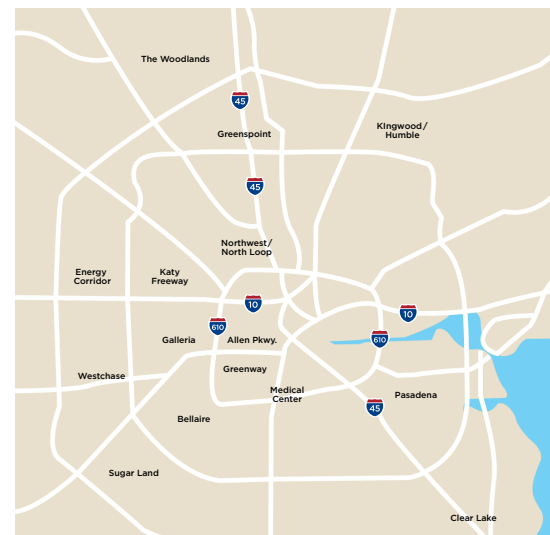 The Woodlands
45
KIngwood/
Humble
Greenspoint
45
Northwest/
North Loop
Energy
Corridor
Katy
Freeway
10
10
610
Galleria
Allen Pkwy.
610
Greenway
Westchase
Medical
Center
Pasadena
45
Bellaire
Sugar Land
Clear Lake